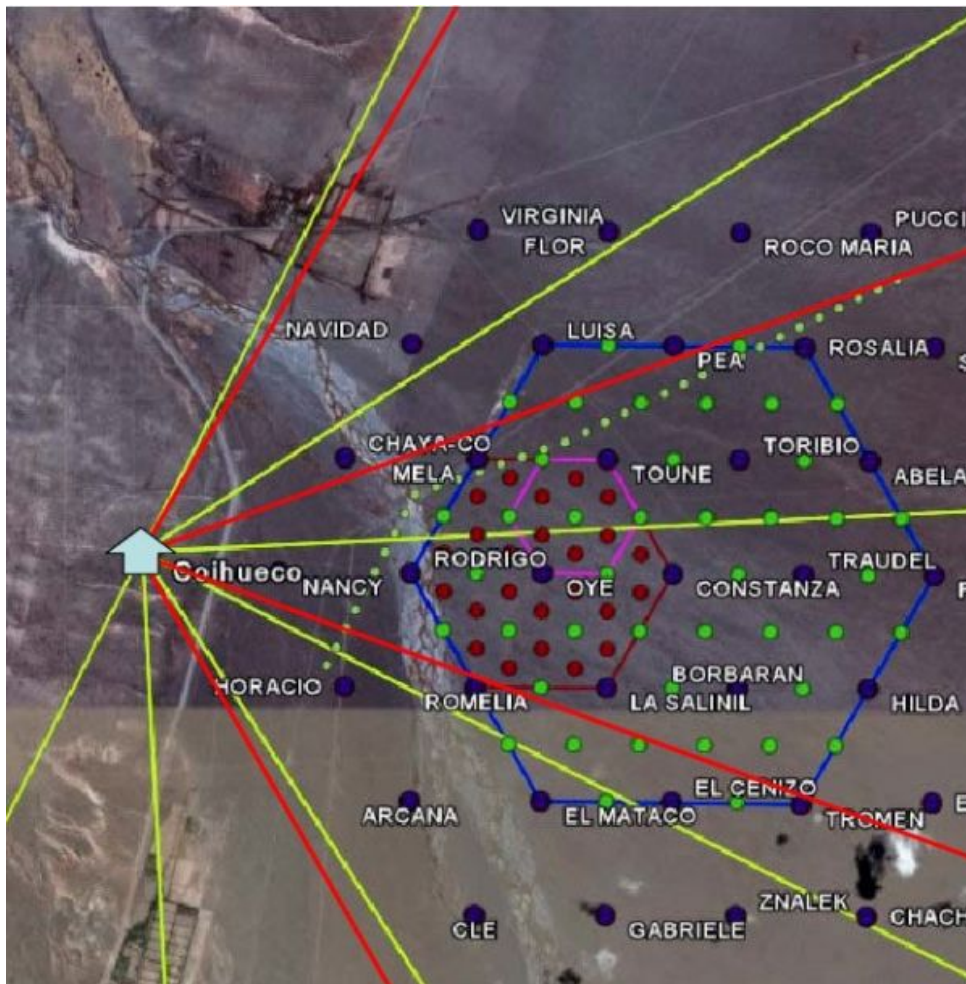 VIRGINIA
PUCCI
FLOR
ROCO MARIA
NAVIDAD
LUISA
PEA
ROSALIA
S
CHAYA-CO
MELA
TOUNE
TORIBIO
ABELA
Coihueco
NANCY
RODRIGO
OYE
CONSTANZA
TRAUDEL
F
HORACIO
ROMELIA
BORBARAN
LA SALINIL
HILDA
ARCANA
EL MATACO
EL CENIZO
TROMEN
E
CLE
GABRIELE
ZNALEK
CHACH